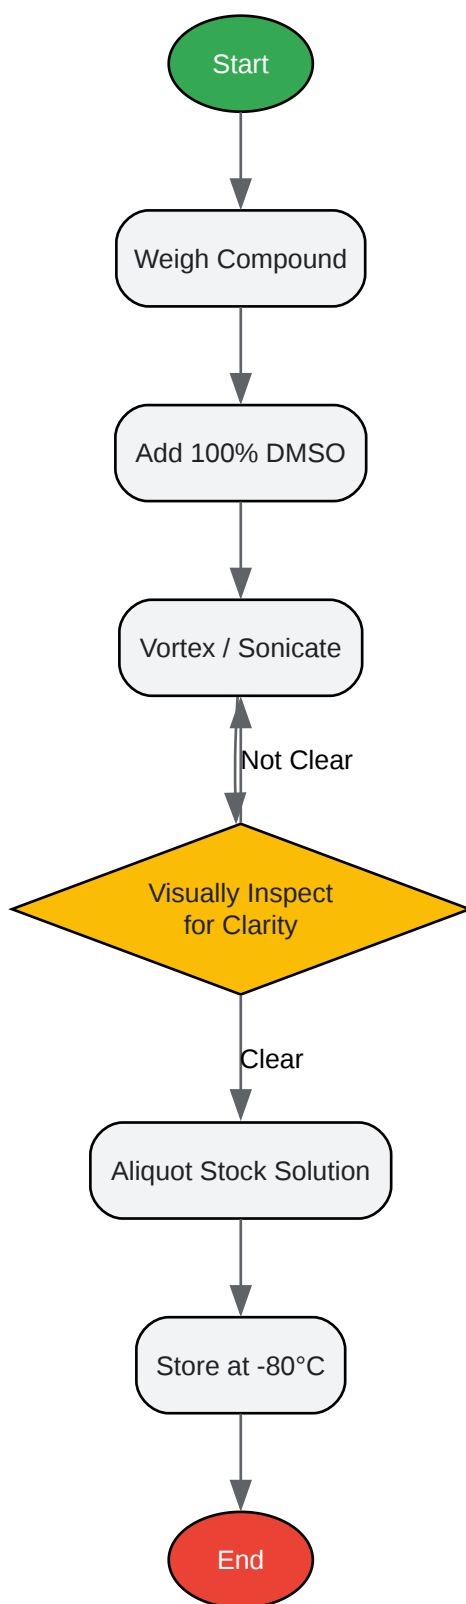 Start
Weigh Compound
Add 100% DMSO
Vortex / Sonicate
Not Clear
Visually Inspect
for Clarity
Clear
Aliquot Stock Solution
Store at -80°C
End